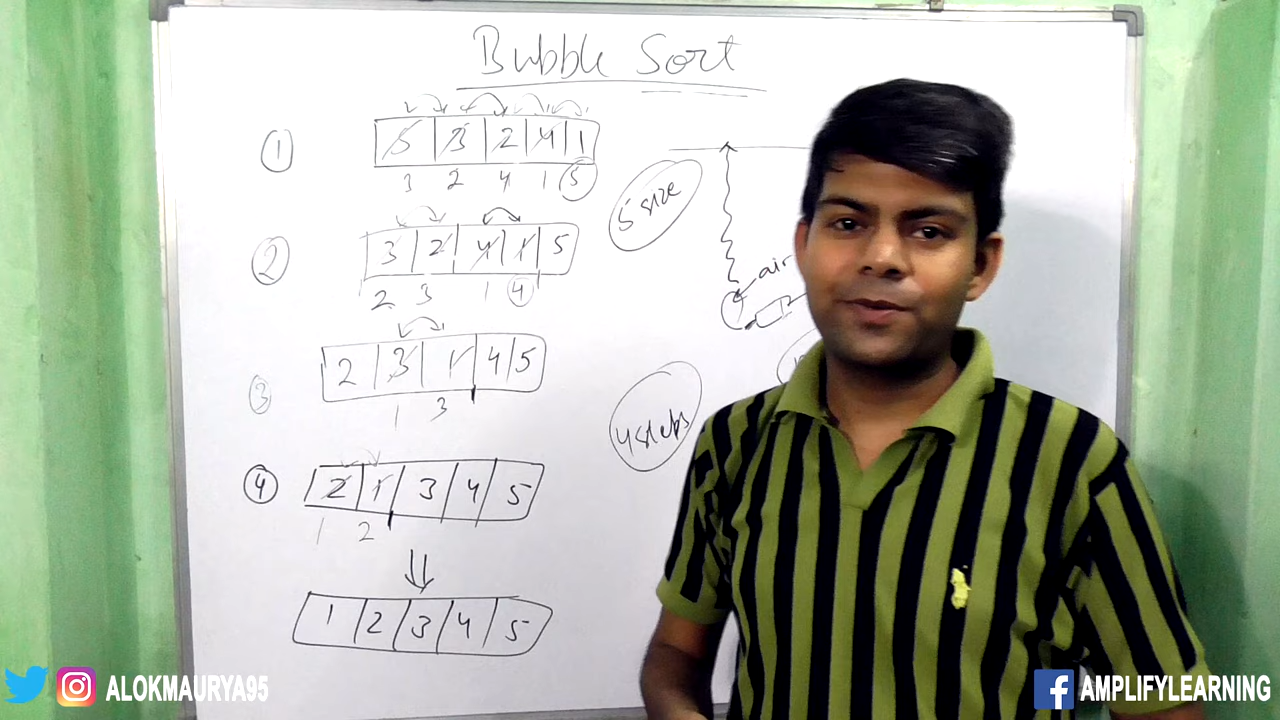 Bubble Sort
① 5 3 2 4 1
3 2 4 1 5
② 3 2 4 1 5
2 3 1 4
③ 2 3 1 4 5
1 3
④ 2 1 3 4 5
1 2
1 2 3 4 5
5 size
air
4 steps
ALOKMAURYA95
AMPLIFYLEARNING